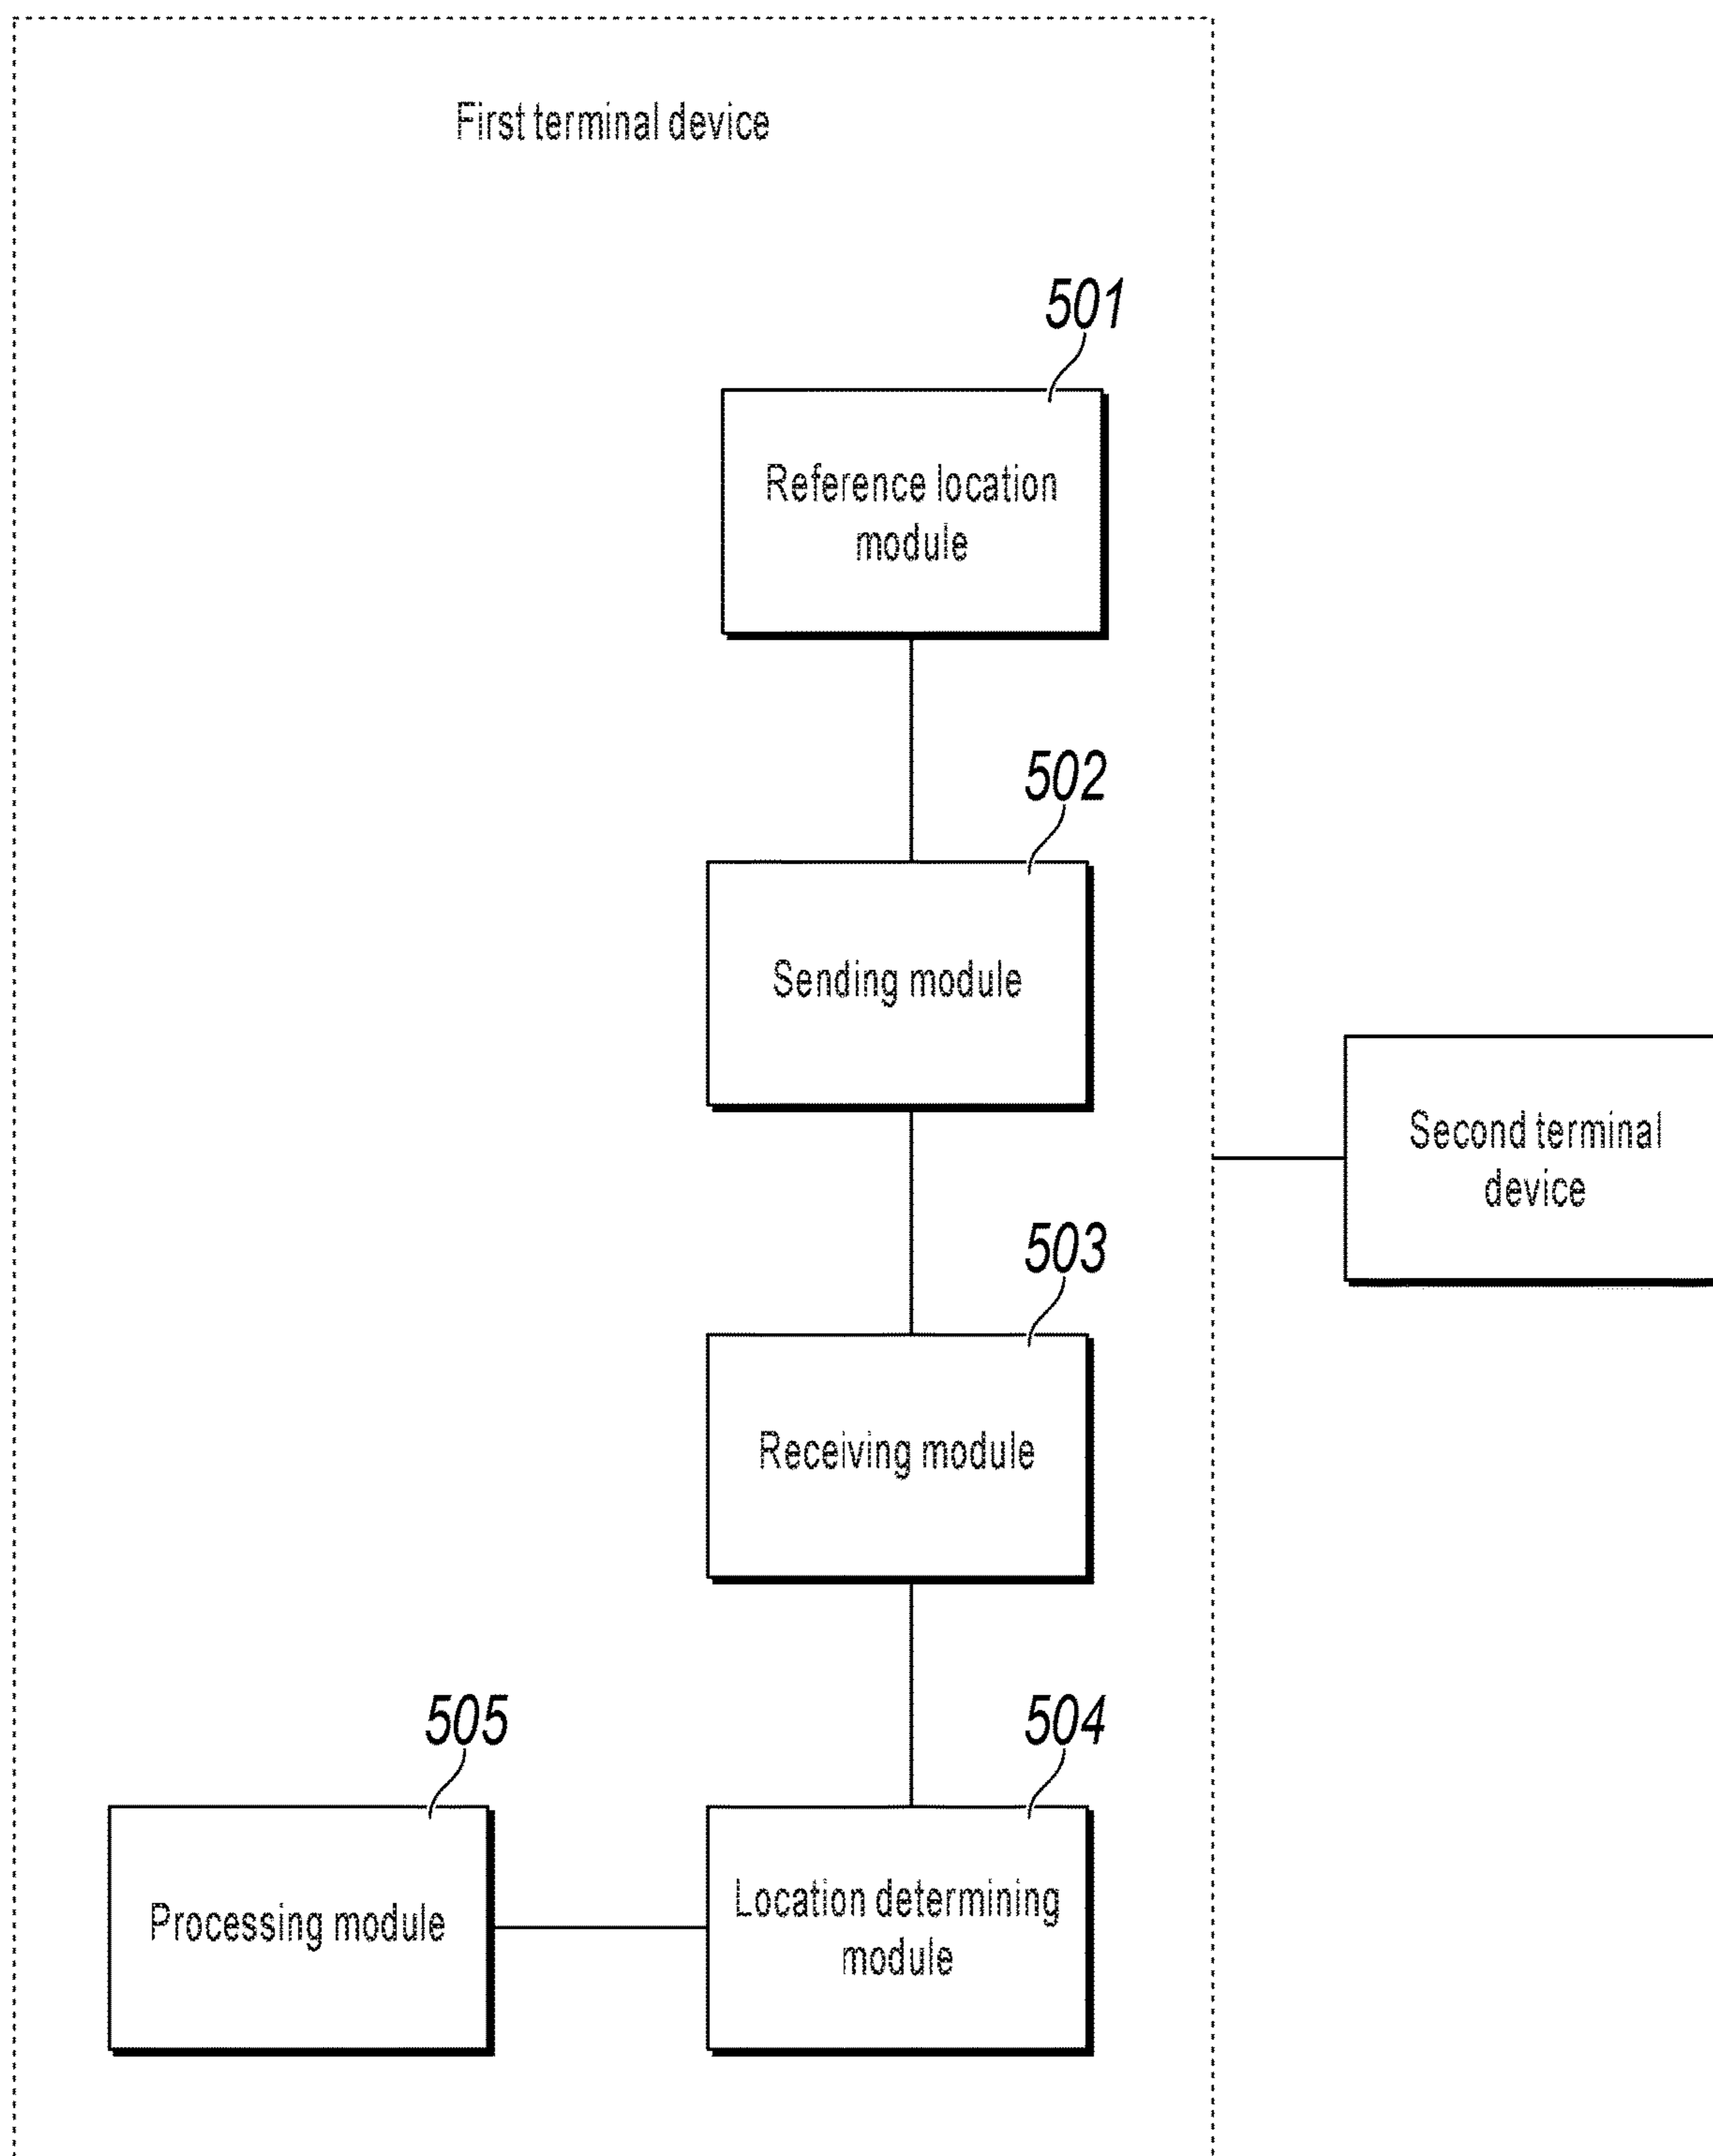 First terminal device
501
Reference location
module
502
Sending module
Second terminal
device
503
Receiving module
505
504
Processing module
Location determining
module